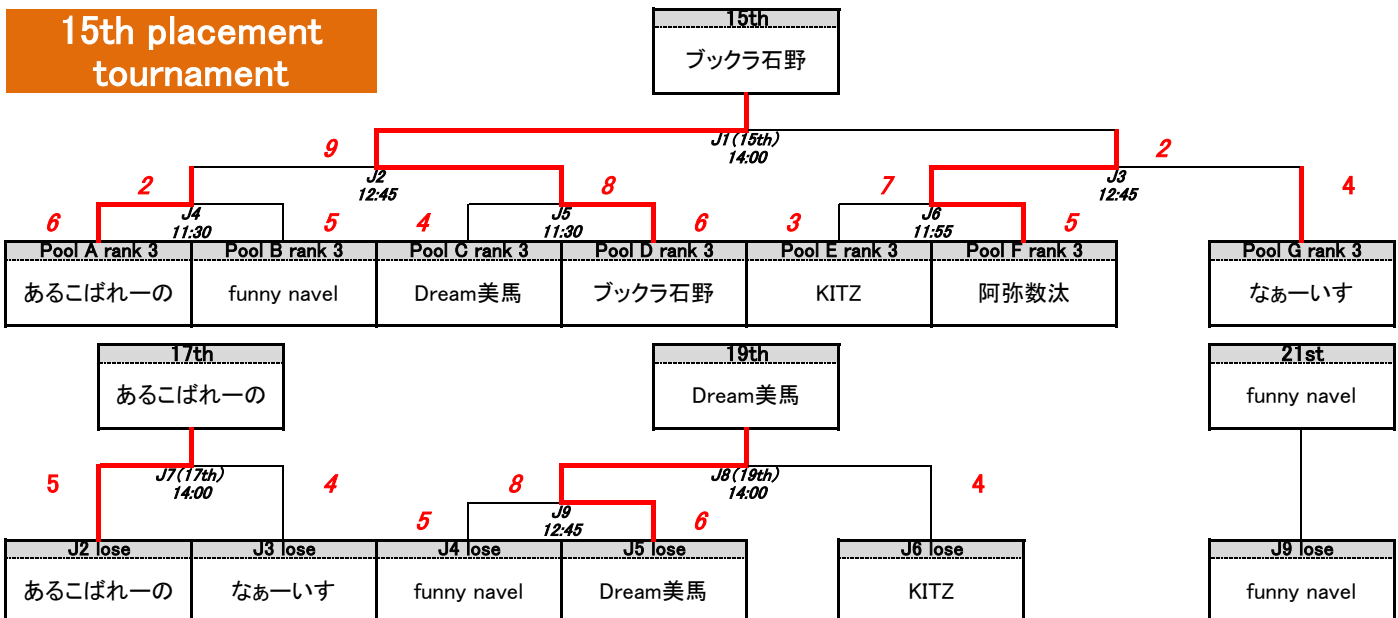 15th placement
tournament
15th
ブックラ石野
J1(15th)
14:00
9
2
J2
12:45
J3
12:45
2
8
7
4
J4
11:30
J5
11:30
J6
11:55
6
5
4
6
3
5
Pool A rank 3
Pool B rank 3
Pool C rank 3
Pool D rank 3
Pool E rank 3
Pool F rank 3
Pool G rank 3
あるこばれーの
funny navel
Dream美馬
ブックラ石野
KITZ
阿弥数汰
なぁーいす
17th
19th
21st
あるこばれーの
Dream美馬
funny navel
J7(17th)
14:00
J8(19th)
14:00
5
4
8
4
J9
12:45
5
6
J2 lose
J3 lose
J4 lose
J5 lose
J6 lose
J9 lose
あるこばれーの
なぁーいす
funny navel
Dream美馬
KITZ
funny navel